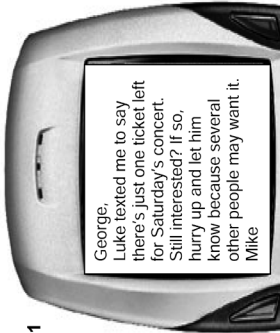 1
George,
Luke texted me to say
there's just one ticket left
for Saturday's concert.
Still interested? If so,
hurry up and let him
know because several
other people may want it.
Mike